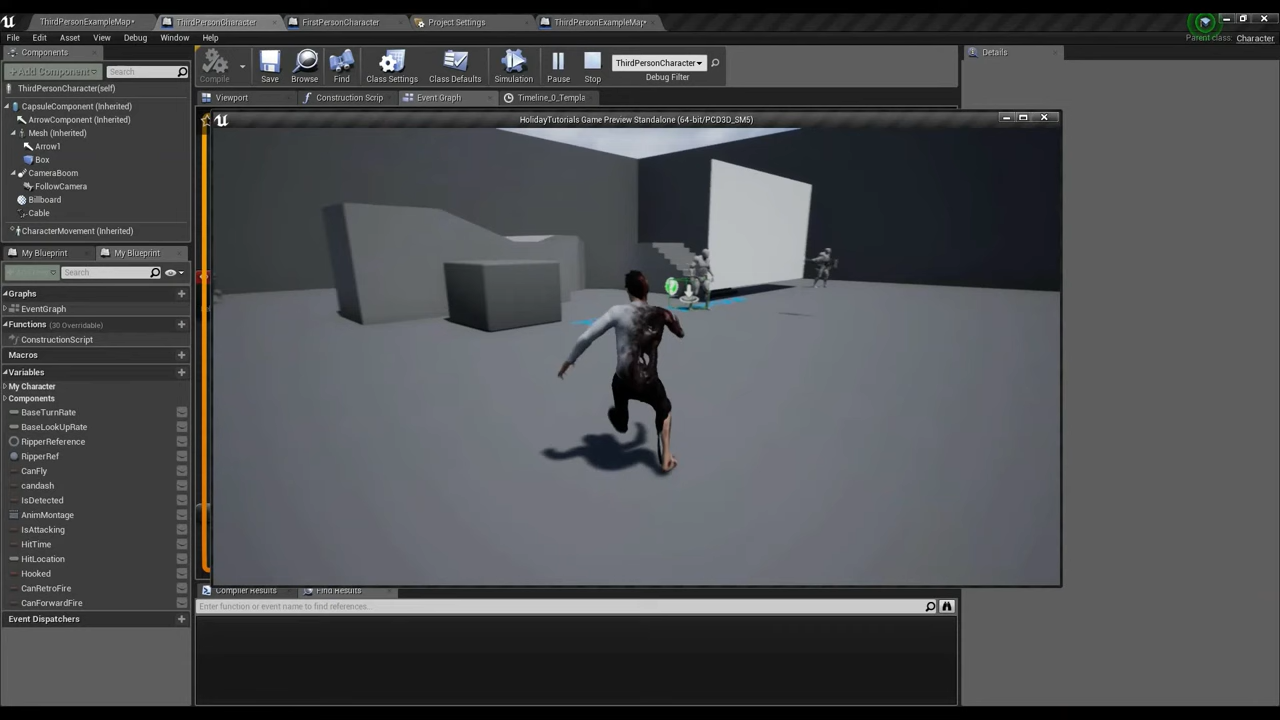 ThirdPersonExampleMap*
ThirdPersonCharacter
FirstPersonCharacter
Project Settings
ThirdPersonExampleMap*
File Edit Asset View Debug Window Help
Parent class: Character
Components
Add Component
Search
ThirdPersonCharacter(self)
CapsuleComponent (Inherited)
ArrowComponent (Inherited)
Mesh (Inherited)
Arrow1
Box
CameraBoom
FollowCamera
Billboard
Cable
CharacterMovement (Inherited)
My Blueprint
My Blueprint
Search
Graphs
EventGraph
Functions (30 Overridable)
ConstructionScript
Macros
Variables
My Character
Components
BaseTurnRate
BaseLookUpRate
RipperReference
RipperRef
CanFly
candash
IsDetected
AnimMontage
IsAttacking
HitTime
HitLocation
Hooked
CanRetroFire
CanForwardFire
Event Dispatchers
Compile
Save
Browse
Find
Class Settings
Class Defaults
Simulation
Pause
Stop
ThirdPersonCharacter
Debug Filter
Viewport
Construction Scrip
Event Graph
Timeline_0_Templa
HolidayTutorials Game Preview Standalone (64-bit/PCD3D_SM5)
Compiler Results
Find Results
Enter function or event name to find references...
Details